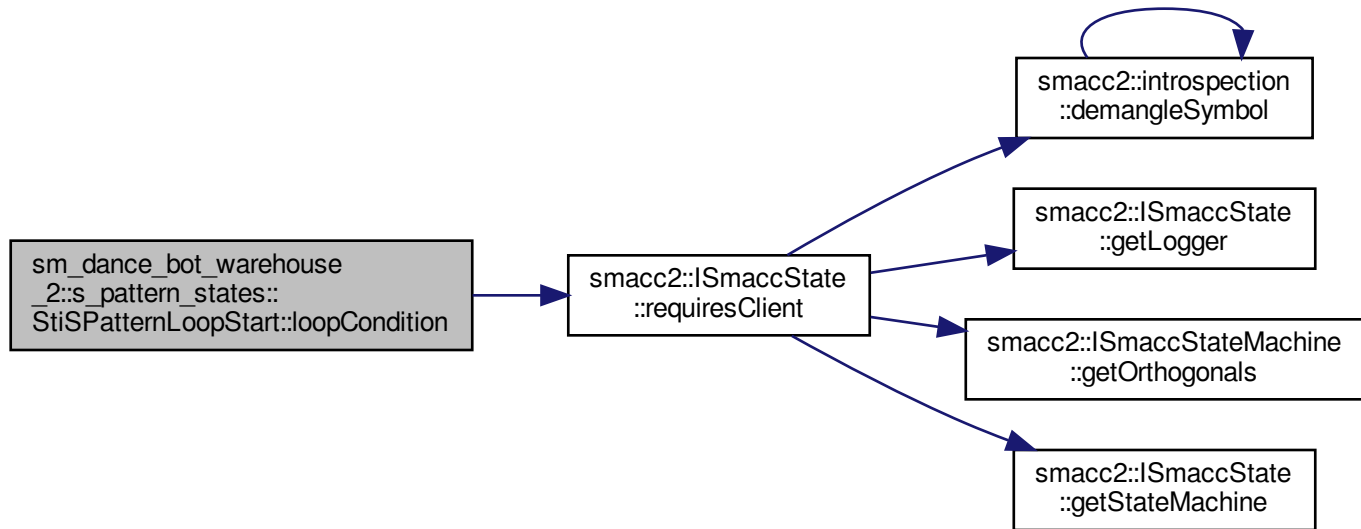 sm_dance_bot_warehouse
_2::s_pattern_states::
StiSPatternLoopStart::loopCondition
smacc2::ISmaccState
::requiresClient
smacc2::introspection
::demangleSymbol
smacc2::ISmaccState
::getLogger
smacc2::ISmaccStateMachine
::getOrthogonals
smacc2::ISmaccState
::getStateMachine